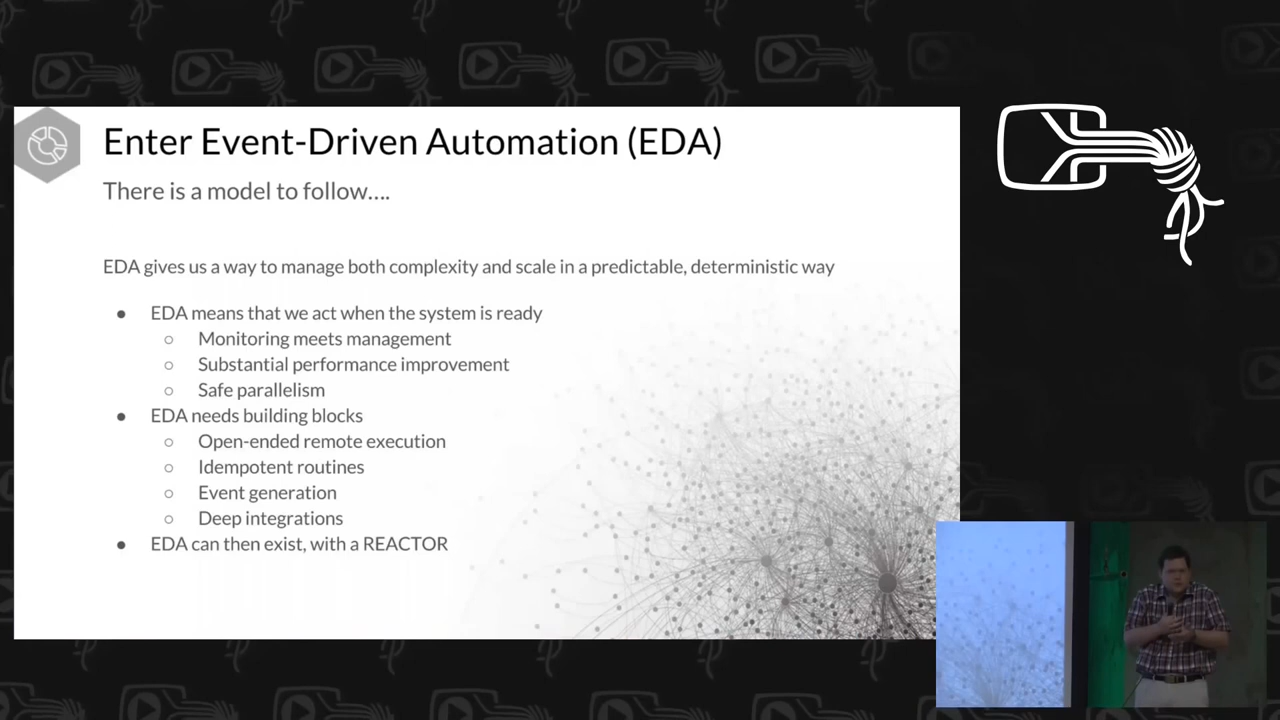 Enter Event-Driven Automation (EDA)
There is a model to follow....
EDA gives us a way to manage both complexity and scale in a predictable, deterministic way
● EDA means that we act when the system is ready
○ Monitoring meets management
○ Substantial performance improvement
○ Safe parallelism
● EDA needs building blocks
○ Open-ended remote execution
○ Idempotent routines
○ Event generation
○ Deep integrations
● EDA can then exist, with a REACTOR